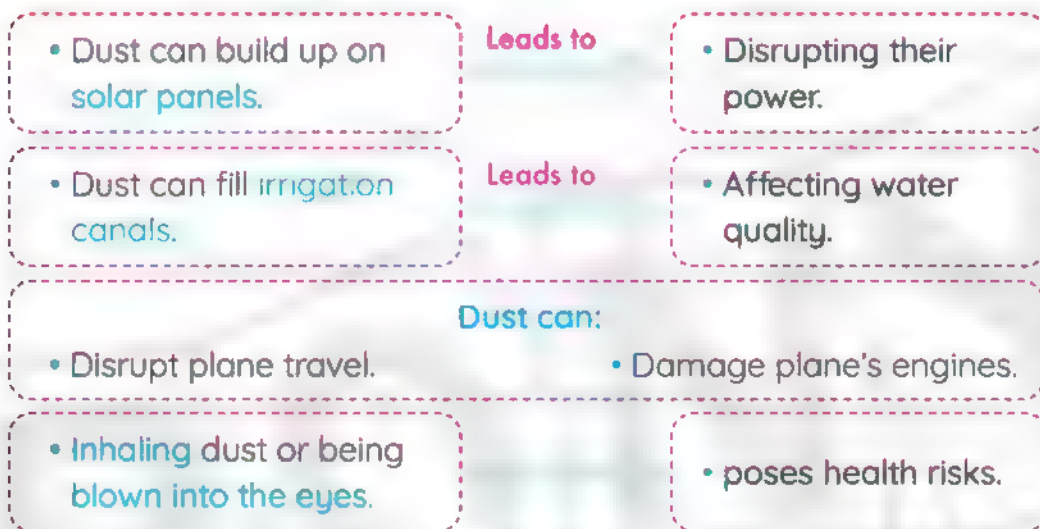 • Dust can build up on
solar panels.
Leads to
• Disrupting their
power.
• Dust can fill irrigation
canals.
Leads to
• Affecting water
quality.
Dust can:
• Disrupt plane travel.
• Damage plane's engines.
• Inhaling dust or being
blown into the eyes.
• poses health risks.